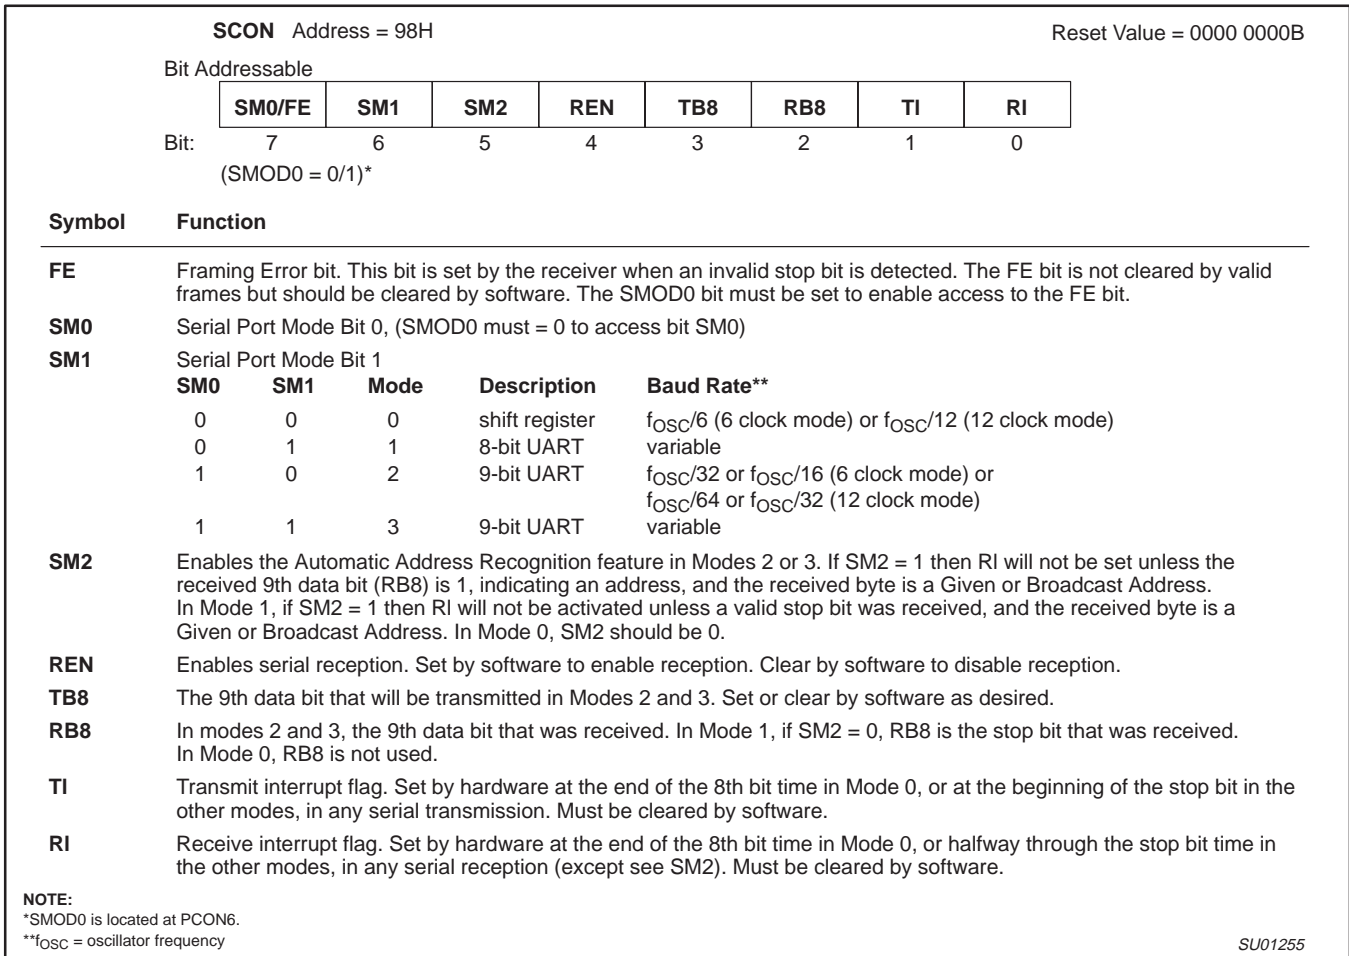 SCON Address = 98H Reset Value = 0000 0000B
Bit Addressable
SM0/FE SM1 SM2 REN TB8 RB8 TI RI
Bit: 7 6 5 4 3 2 1 0
(SMOD0 = 0/1)*
Symbol Function
FE Framing Error bit. This bit is set by the receiver when an invalid stop bit is detected. The FE bit is not cleared by valid
frames but should be cleared by software. The SMOD0 bit must be set to enable access to the FE bit.
SM0 Serial Port Mode Bit 0, (SMOD0 must = 0 to access bit SM0)
SM1 Serial Port Mode Bit 1
SM0 SM1 Mode Description Baud Rate**
0 0 0 shift register fOSC/6 (6 clock mode) or fOSC/12 (12 clock mode)
0 1 1 8-bit UART variable
1 0 2 9-bit UART fOSC/32 or fOSC/16 (6 clock mode) or
fOSC/64 or fOSC/32 (12 clock mode)
1 1 3 9-bit UART variable
SM2 Enables the Automatic Address Recognition feature in Modes 2 or 3. If SM2 = 1 then RI will not be set unless the
received 9th data bit (RB8) is 1, indicating an address, and the received byte is a Given or Broadcast Address.
In Mode 1, if SM2 = 1 then RI will not be activated unless a valid stop bit was received, and the received byte is a
Given or Broadcast Address. In Mode 0, SM2 should be 0.
REN Enables serial reception. Set by software to enable reception. Clear by software to disable reception.
TB8 The 9th data bit that will be transmitted in Modes 2 and 3. Set or clear by software as desired.
RB8 In modes 2 and 3, the 9th data bit that was received. In Mode 1, if SM2 = 0, RB8 is the stop bit that was received.
In Mode 0, RB8 is not used.
TI Transmit interrupt flag. Set by hardware at the end of the 8th bit time in Mode 0, or at the beginning of the stop bit in the
other modes, in any serial transmission. Must be cleared by software.
RI Receive interrupt flag. Set by hardware at the end of the 8th bit time in Mode 0, or halfway through the stop bit time in
the other modes, in any serial reception (except see SM2). Must be cleared by software.
NOTE:
*SMOD0 is located at PCON6.
**fOSC = oscillator frequency SU01255